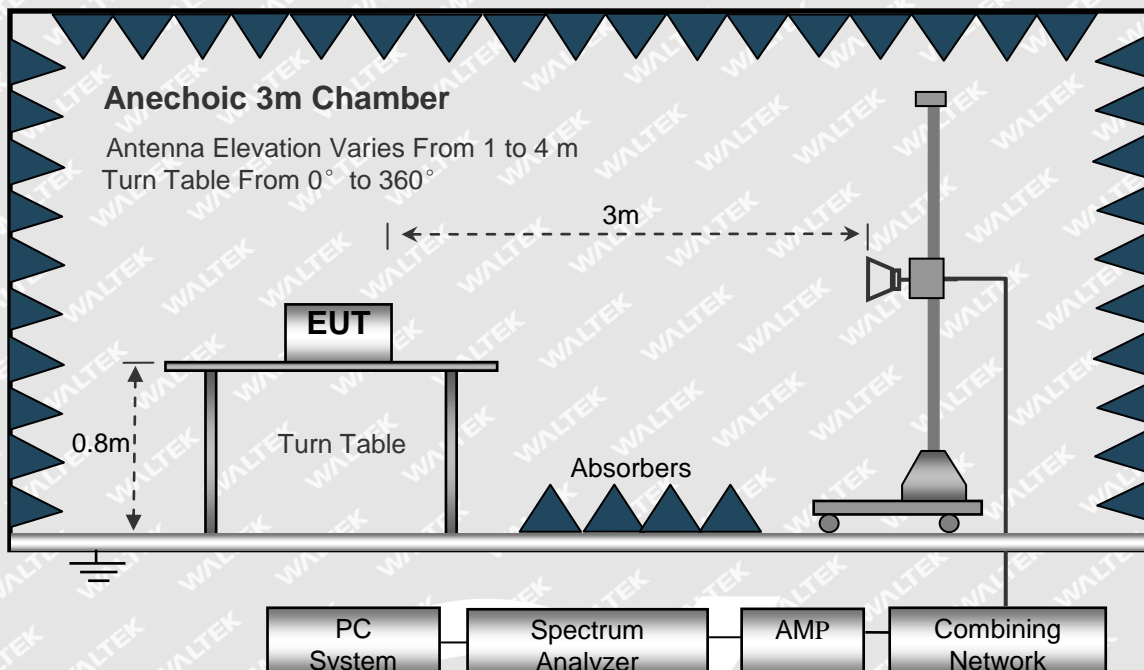 Anechoic 3m Chamber
Antenna Elevation Varies From 1 to 4 m
Turn Table From 0° to 360°
3m
EUT
0.8m
Turn Table
Absorbers
PC
System
Spectrum
Analyzer
AMP
Combining
Network
WALTEK